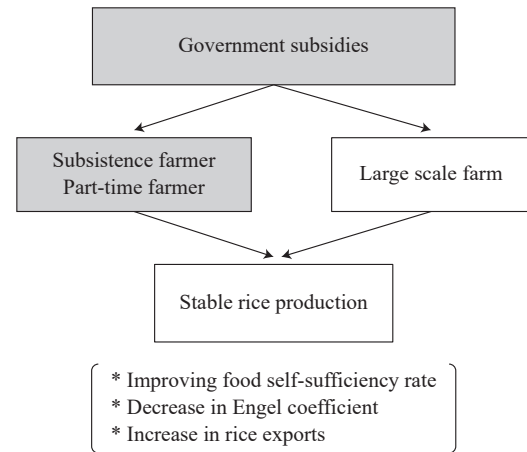 Government subsidies
Subsistence farmer
Part-time farmer
Large scale farm
Stable rice production
* Improving food self-sufficiency rate
* Decrease in Engel coefficient
* Increase in rice exports